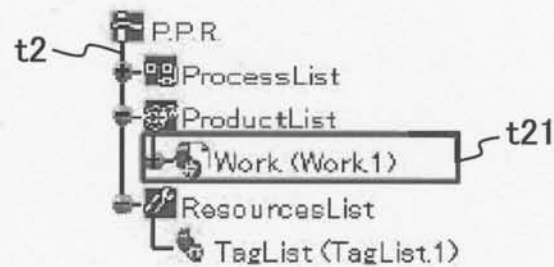 P.P.R.
t2
ProcessList
ProductList
Work (Work.1)
t21
ResourcesList
TagList (TagList.1)